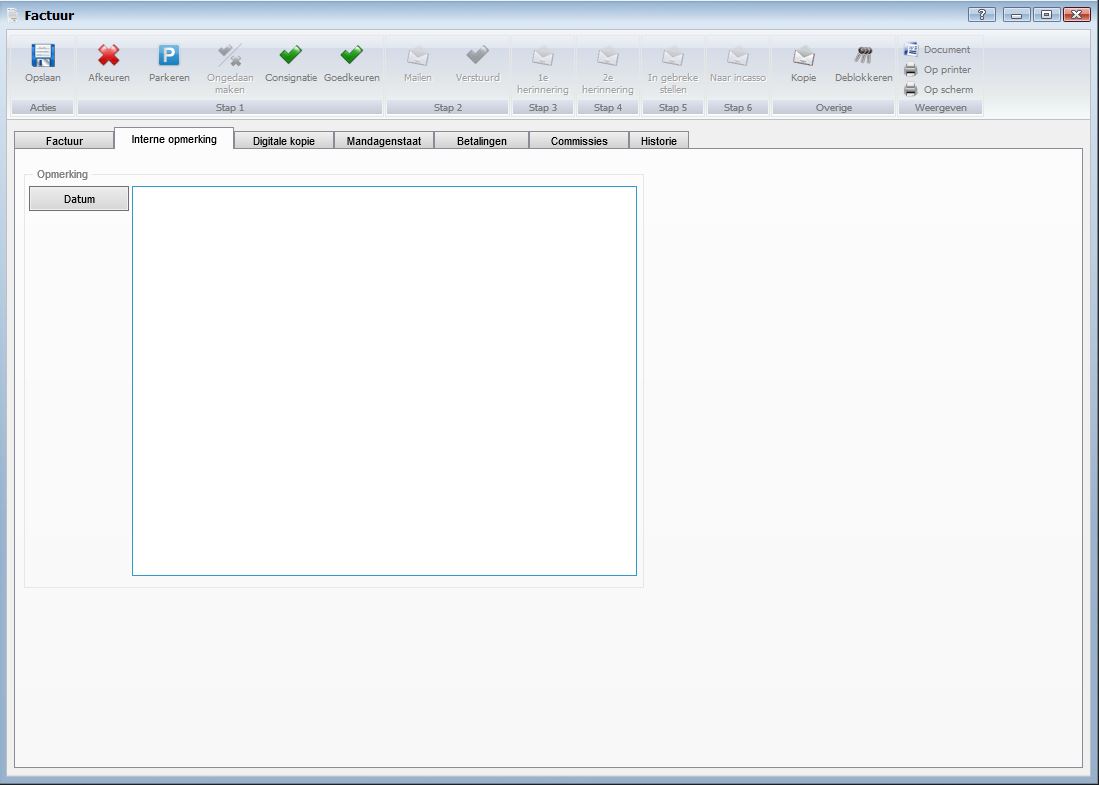 Factuur
?
Opslaan
Afkeuren
P
Parkeren
Ongedaan
maken
Consignatie
Goedkeuren
Mailen
Verstuurd
1e
herinnering
2e
herinnering
In gebreke
stellen
Naar incasso
Kopie
Deblokkeren
Document
Op printer
Op scherm
Acties
Stap 1
Stap 2
Stap 3
Stap 4
Stap 5
Stap 6
Overige
Weergeven
Factuur
Interne opmerking
Digitale kopie
Mandagenstaat
Betalingen
Commissies
Historie
Opmerking
Datum